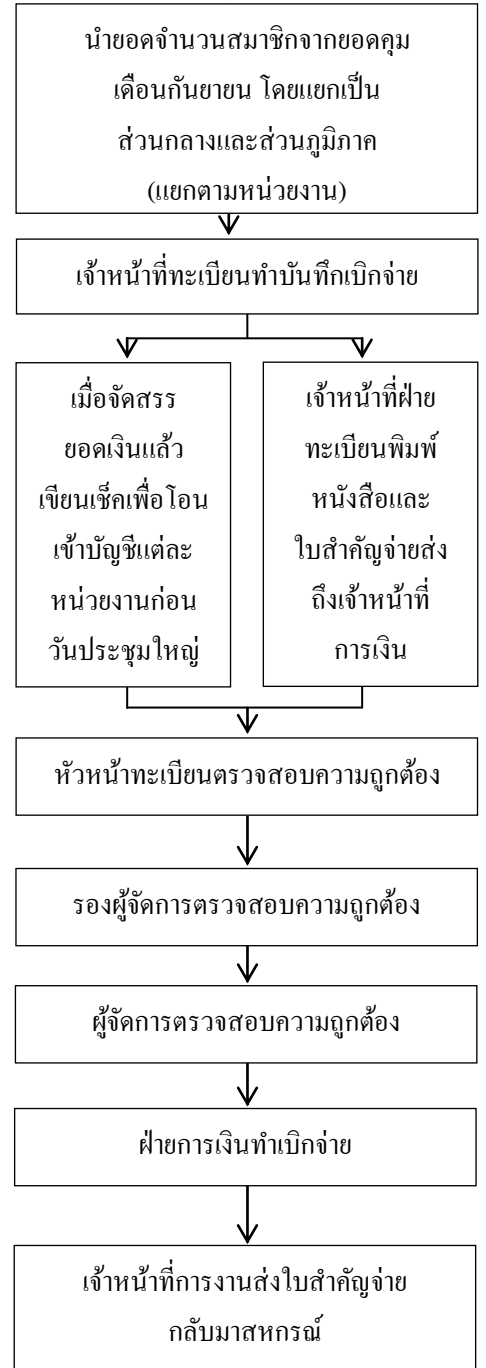 นำยอดจำนวนสมาชิกจากยอดคุม
เดือนกันยายน โดยแยกเป็น
ส่วนกลางและส่วนภูมิภาค
(แยกตามหน่วยงาน)
เจ้าหน้าที่ทะเบียนทำบันทึกเบิกจ่าย
เมื่อจัดสรร
ยอดเงินแล้ว
เขียนเช็คเพื่อโอน
เข้าบัญชีแต่ละ
หน่วยงานก่อน
วันประชุมใหญ่
เจ้าหน้าที่ฝ่าย
ทะเบียนพิมพ์
หนังสือและ
ใบสำคัญจ่ายส่ง
ถึงเจ้าหน้าที่
การเงิน
หัวหน้าทะเบียนตรวจสอบความถูกต้อง
รองผู้จัดการตรวจสอบความถูกต้อง
ผู้จัดการตรวจสอบความถูกต้อง
ฝ่ายการเงินทำเบิกจ่าย
เจ้าหน้าที่การงานส่งใบสำคัญจ่าย
กลับมาสหกรณ์